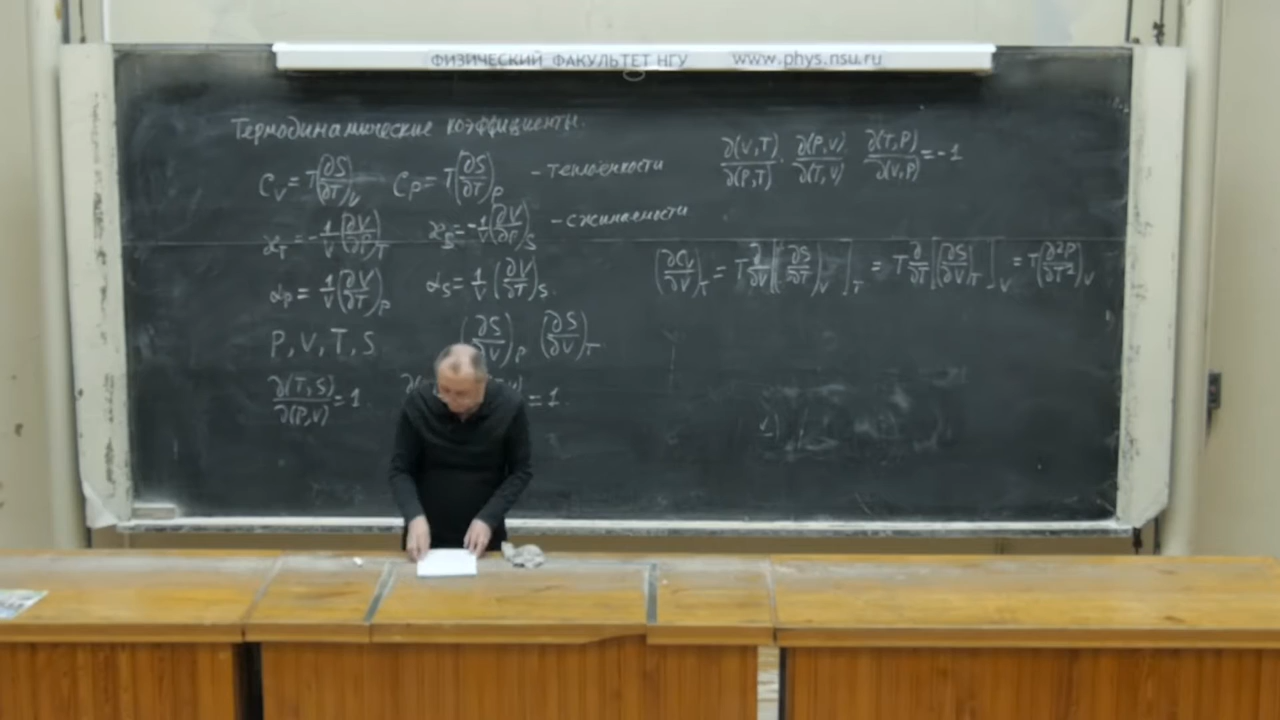 ФИЗИЧЕСКИЙ ФАКУЛЬТЕТ НГУ www.phys.nsu.ru
Термодинамические коэффициенты.
C_V = T(∂S/∂T)_V C_P = T(∂S/∂T)_P - теплоёмкости
ϰ_T = -1/V (∂V/∂P)_T ϰ_S = -1/V (∂V/∂P)_S - сжимаемости
α_P = 1/V (∂V/∂T)_P α_S = 1/V (∂V/∂T)_S.
P, V, T, S (∂S/∂V)_P (∂S/∂V)_T
∂(T,S)/∂(P,V) = 1 = 1.
∂(V,T)/∂(P,T) · ∂(P,V)/∂(T,V) ∂(T,P)/∂(V,P) = -1
(∂C_V/∂V)_T = T ∂/∂V [(∂S/∂T)_V]_T = T ∂/∂T [(∂S/∂V)_T]_V = T(∂²P/∂T²)_V